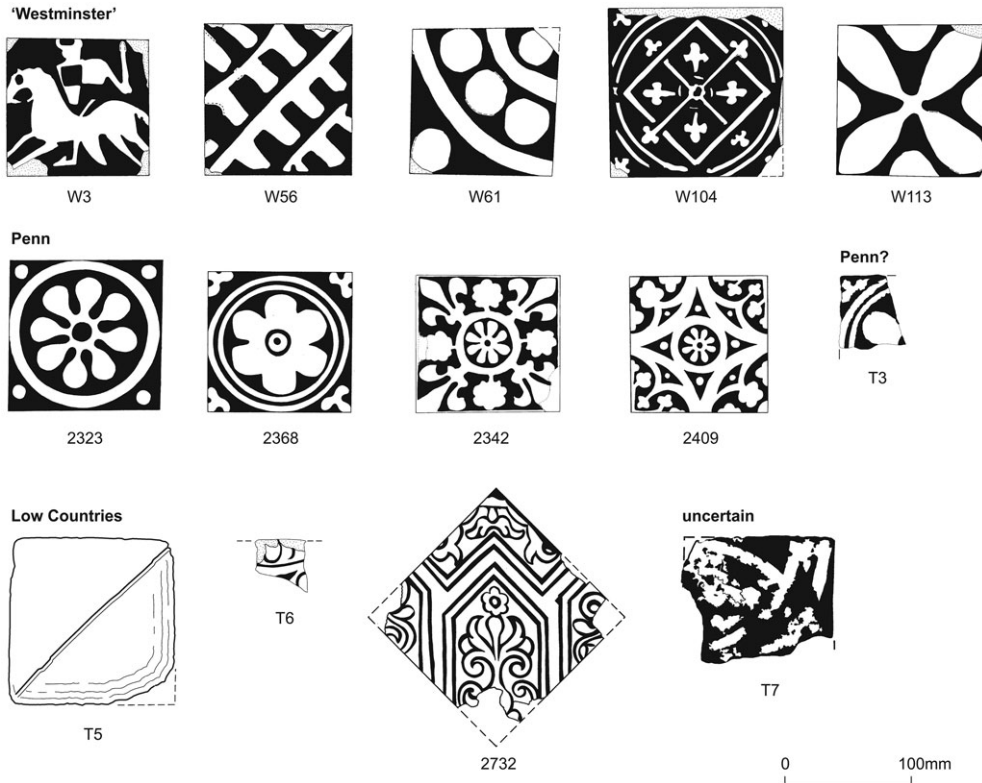 'Westminster'
W3 W56 W61 W104 W113
Penn Penn?
T3
2323 2368 2342 2409
Low Countries uncertain
T6
T5 T7
2732
0 100mm